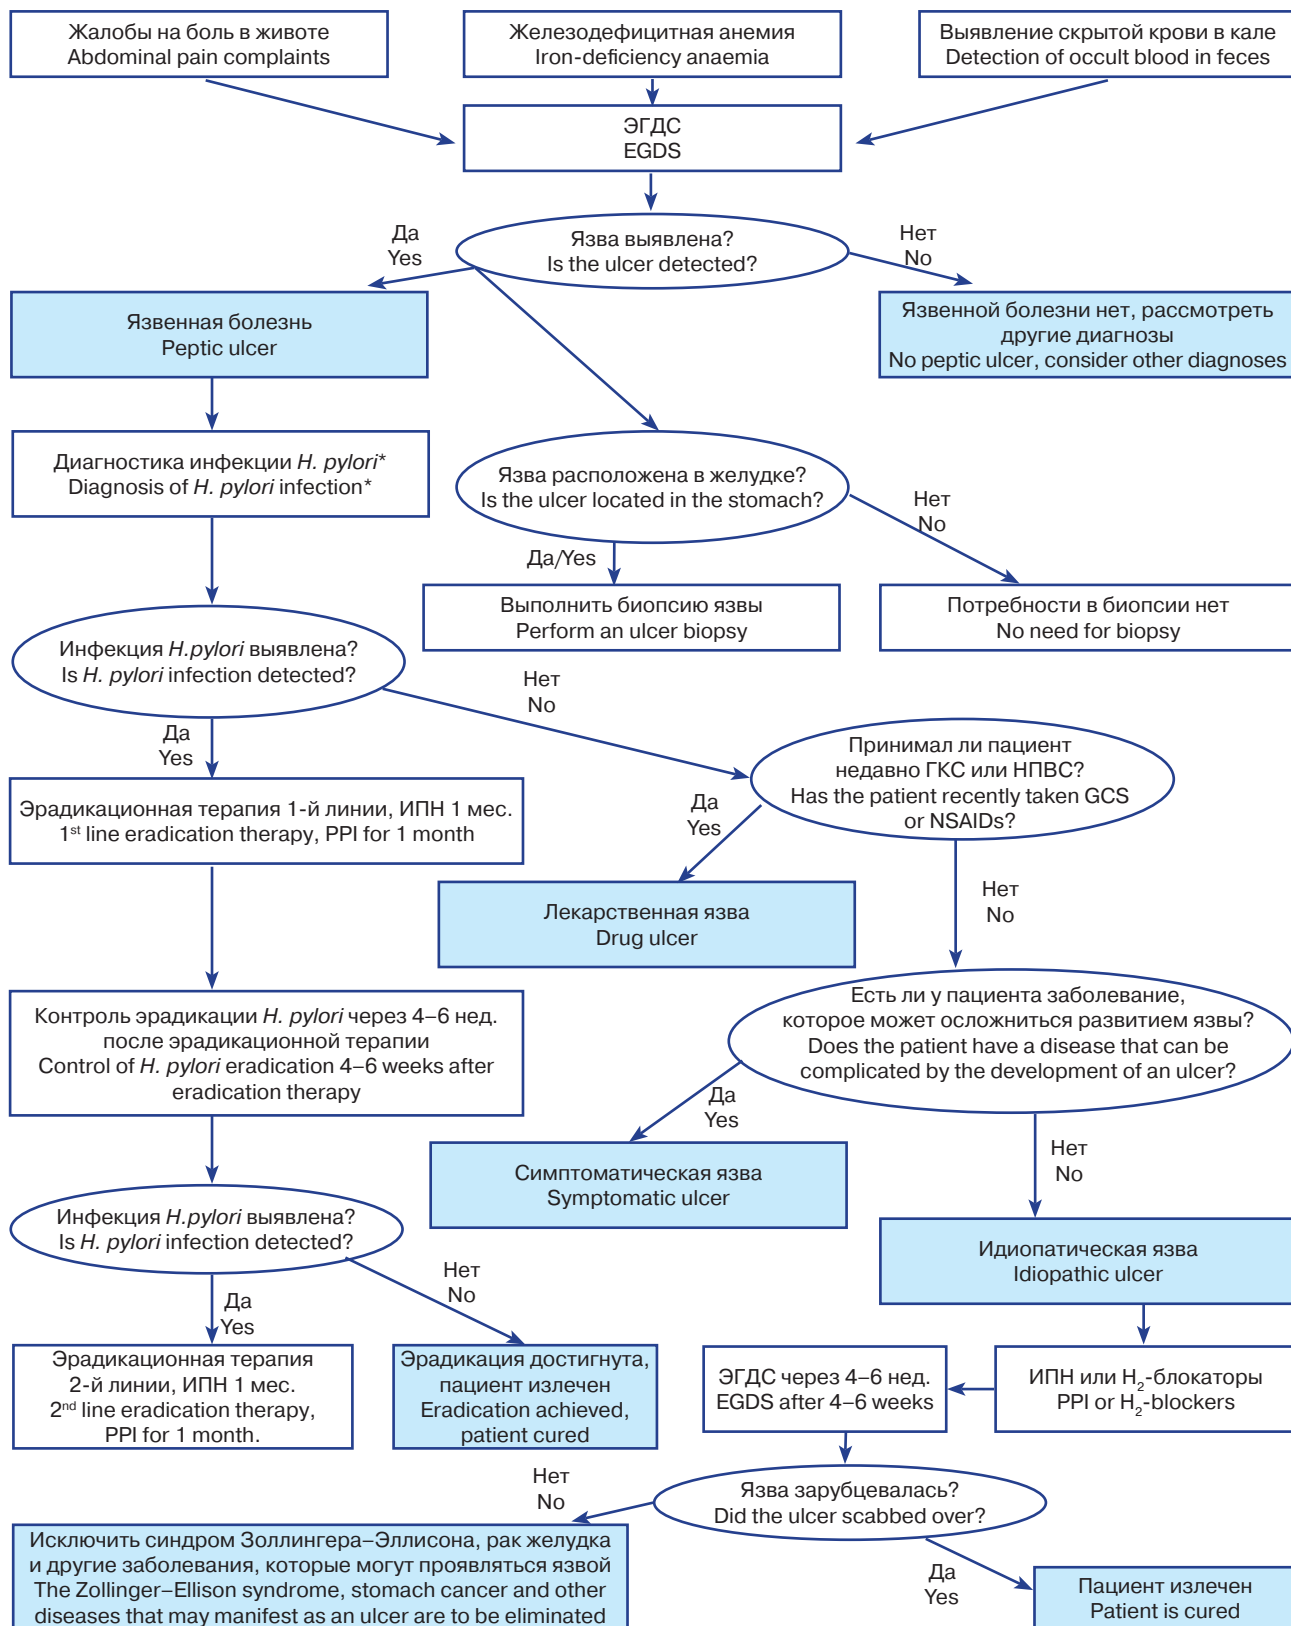 Жалобы на боль в животе
Abdominal pain complaints
Железодефицитная анемия
Iron-deficiency anaemia
Выявление скрытой крови в кале
Detection of occult blood in feces
ЭГДС
EGDS
Да
Yes
Язва выявлена?
Is the ulcer detected?
Нет
No
Язвенная болезнь
Peptic ulcer
Язвенной болезни нет, рассмотреть
другие диагнозы
No peptic ulcer, consider other diagnoses
Диагностика инфекции H. pylori*
Diagnosis of H. pylori infection*
Язва расположена в желудке?
Is the ulcer located in the stomach?
Нет
No
Да/Yes
Выполнить биопсию язвы
Perform an ulcer biopsy
Потребности в биопсии нет
No need for biopsy
Инфекция H.pylori выявлена?
Is H. pylori infection detected?
Нет
No
Да
Yes
Принимал ли пациент
недавно ГКС или НПВС?
Has the patient recently taken GCS
or NSAIDs?
Эрадикационная терапия 1-й линии, ИПН 1 мес.
1st line eradication therapy, PPI for 1 month
Да
Yes
Нет
No
Лекарственная язва
Drug ulcer
Контроль эрадикации H. pylori через 4–6 нед.
после эрадикационной терапии
Control of H. pylori eradication 4–6 weeks after
eradication therapy
Есть ли у пациента заболевание,
которое может осложниться развитием язвы?
Does the patient have a disease that can be
complicated by the development of an ulcer?
Да
Yes
Нет
No
Симптоматическая язва
Symptomatic ulcer
Инфекция H.pylori выявлена?
Is H. pylori infection detected?
Идиопатическая язва
Idiopathic ulcer
Нет
No
Да
Yes
Эрадикационная терапия
2-й линии, ИПН 1 мес.
2nd line eradication therapy,
PPI for 1 month.
Эрадикация достигнута,
пациент излечен
Eradication achieved,
patient cured
ЭГДС через 4–6 нед.
EGDS after 4–6 weeks
ИПН или H2-блокаторы
PPI or H2-blockers
Нет
No
Язва зарубцевалась?
Did the ulcer scabbed over?
Исключить синдром Золлингера–Эллисона, рак желудка
и другие заболевания, которые могут проявляться язвой
The Zollinger–Ellison syndrome, stomach cancer and other
diseases that may manifest as an ulcer are to be eliminated
Да
Yes
Пациент излечен
Patient is cured